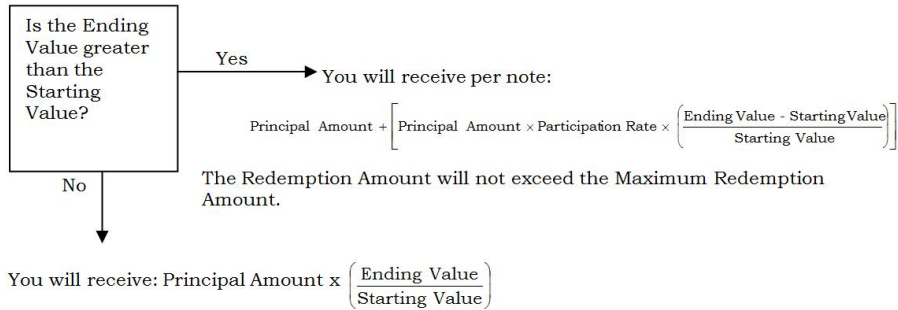 Is the Ending
Value greater
than the
Starting
Value?
Yes
You will receive per note:
Principal Amount + [Principal Amount × Participation Rate × (Ending Value - Starting Value / Starting Value)]
The Redemption Amount will not exceed the Maximum Redemption
Amount.
No
You will receive: Principal Amount x (Ending Value / Starting Value)